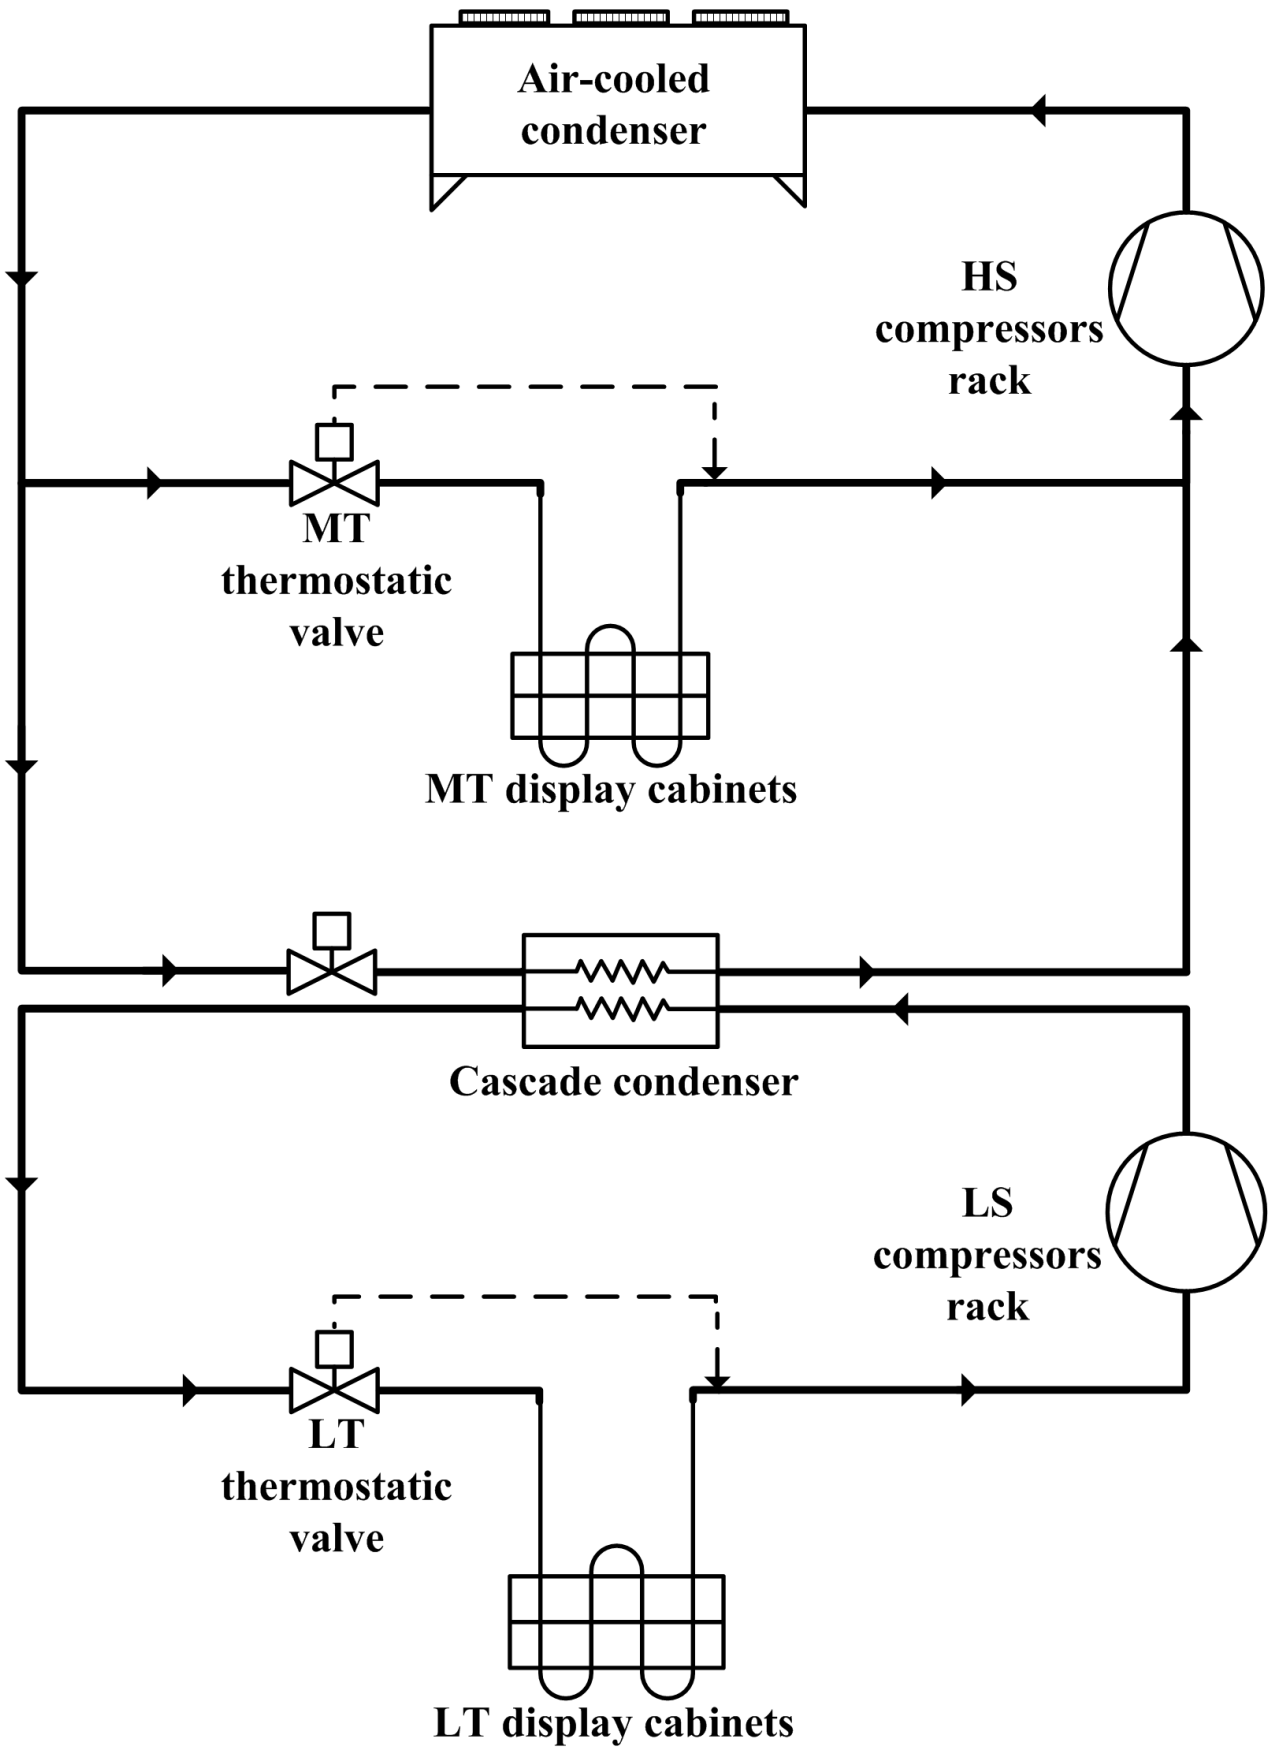 Air-cooled
condenser
HS
compressors
rack
MT
thermostatic
valve
MT display cabinets
Cascade condenser
LS
compressors
rack
LT
thermostatic
valve
LT display cabinets